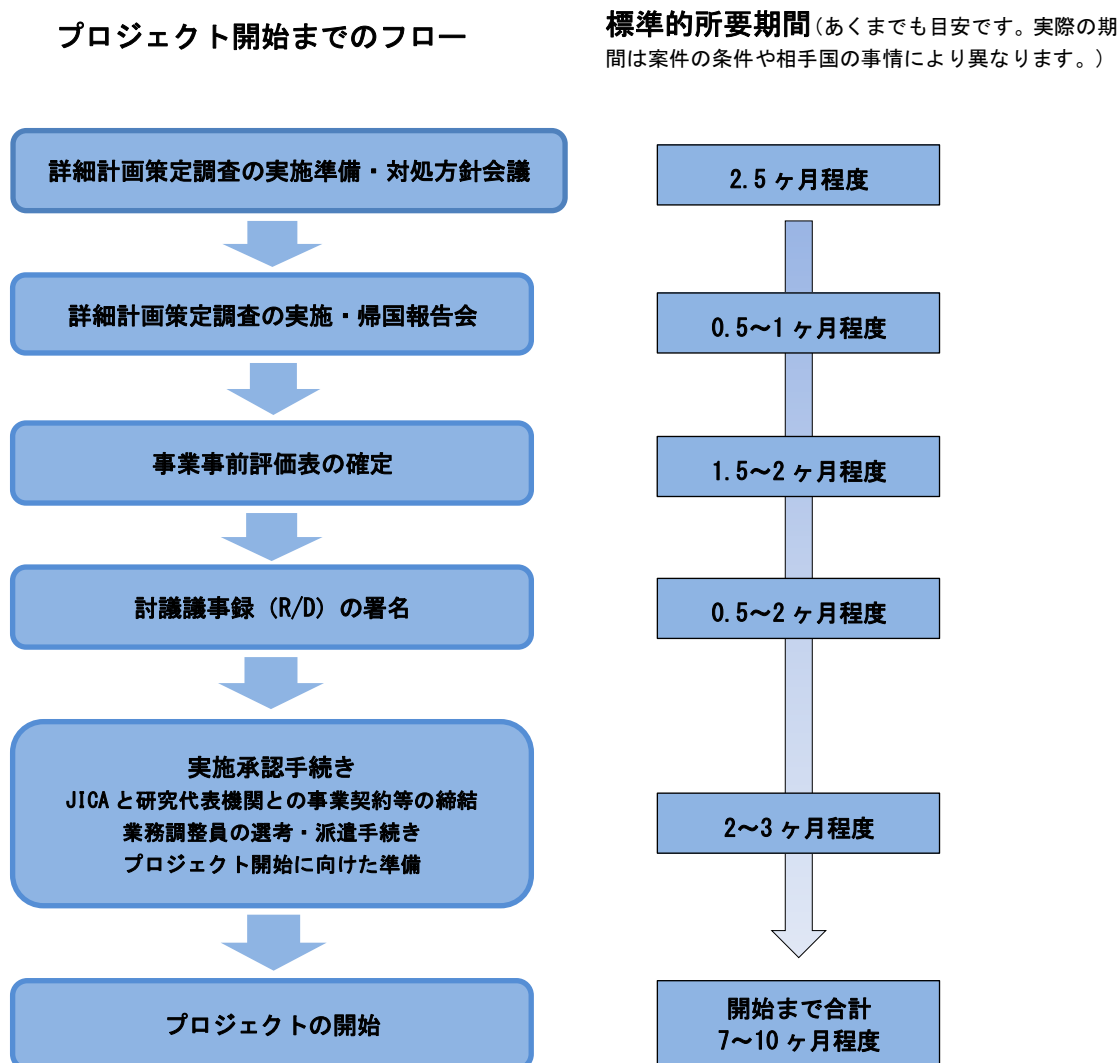 プロジェクト開始までのフロー
標準的所要期間(あくまでも目安です。実際の期
間は案件の条件や相手国の事情により異なります。)
詳細計画策定調査の実施準備・対処方針会議
2.5 ヶ月程度
詳細計画策定調査の実施・帰国報告会
0.5～1 ヶ月程度
事業事前評価表の確定
1.5～2 ヶ月程度
討議議事録（R/D）の署名
0.5～2 ヶ月程度
実施承認手続き
JICA と研究代表機関との事業契約等の締結
業務調整員の選考・派遣手続き
プロジェクト開始に向けた準備
2～3 ヶ月程度
プロジェクトの開始
開始まで合計
7～10 ヶ月程度